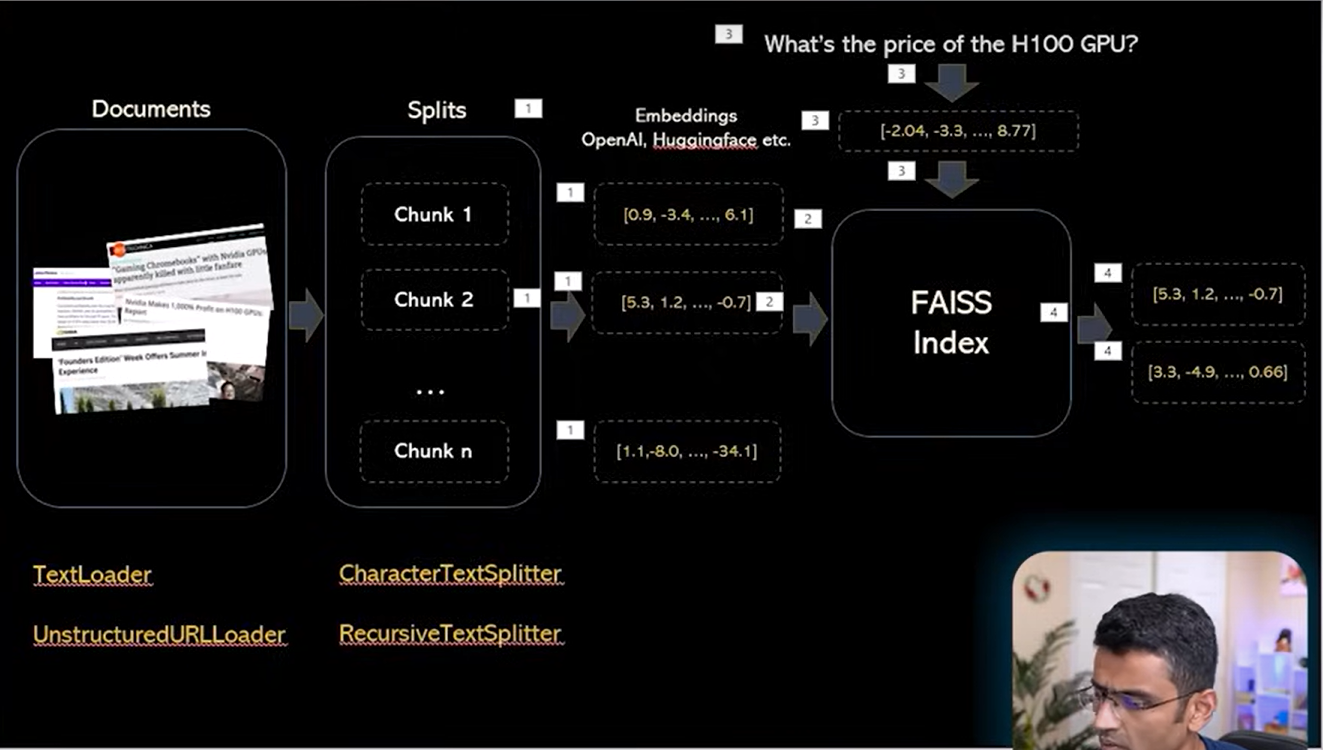 3
What's the price of the H100 GPU?
3
Documents
Splits
1
Embeddings
OpenAI, Huggingface etc.
3
[-2.04, -3.3, ..., 8.77]
3
Chunk 1
1
[0.9, -3.4, ..., 6.1]
2
"Gaming Chromebooks" with Nvidia GPUs
apparently killed with little fanfare
Nvidia Makes 1,000% Profit on H100 GPUs:
Report
'Founders Edition' Week Offers Summer in
Experience
Chunk 2
1
1
[5.3, 1.2, ..., -0.7]
2
FAISS
Index
4
4
[5.3, 1.2, ..., -0.7]
4
[3.3, -4.9, ..., 0.66]
...
Chunk n
1
[1.1,-8.0, ..., -34.1]
TextLoader
CharacterTextSplitter
UnstructuredURLLoader
RecursiveTextSplitter